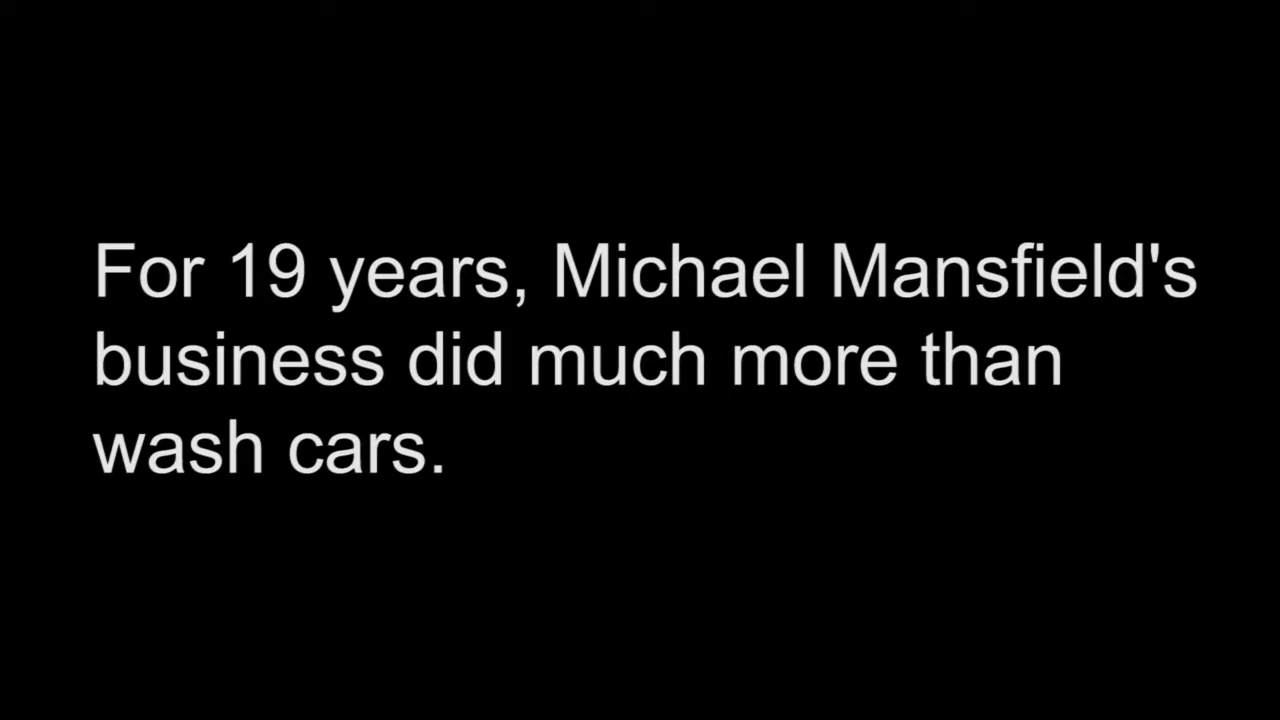 For 19 years, Michael Mansfield's
business did much more than
wash cars.